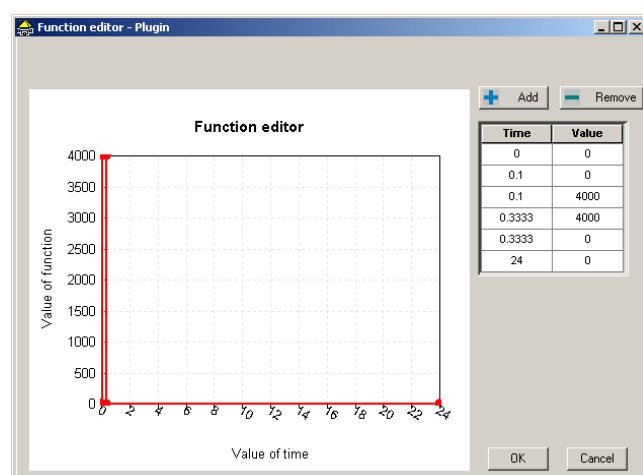 Function editor - Plugin
Add
Remove
Function editor
Time Value
0 0
0.1 0
0.1 4000
0.3333 4000
0.3333 0
24 0
4000
3500
3000
2500
2000
1500
1000
500
0
Value of function
0 2 4 6 8 10 12 14 16 18 20 22 24
Value of time
OK
Cancel